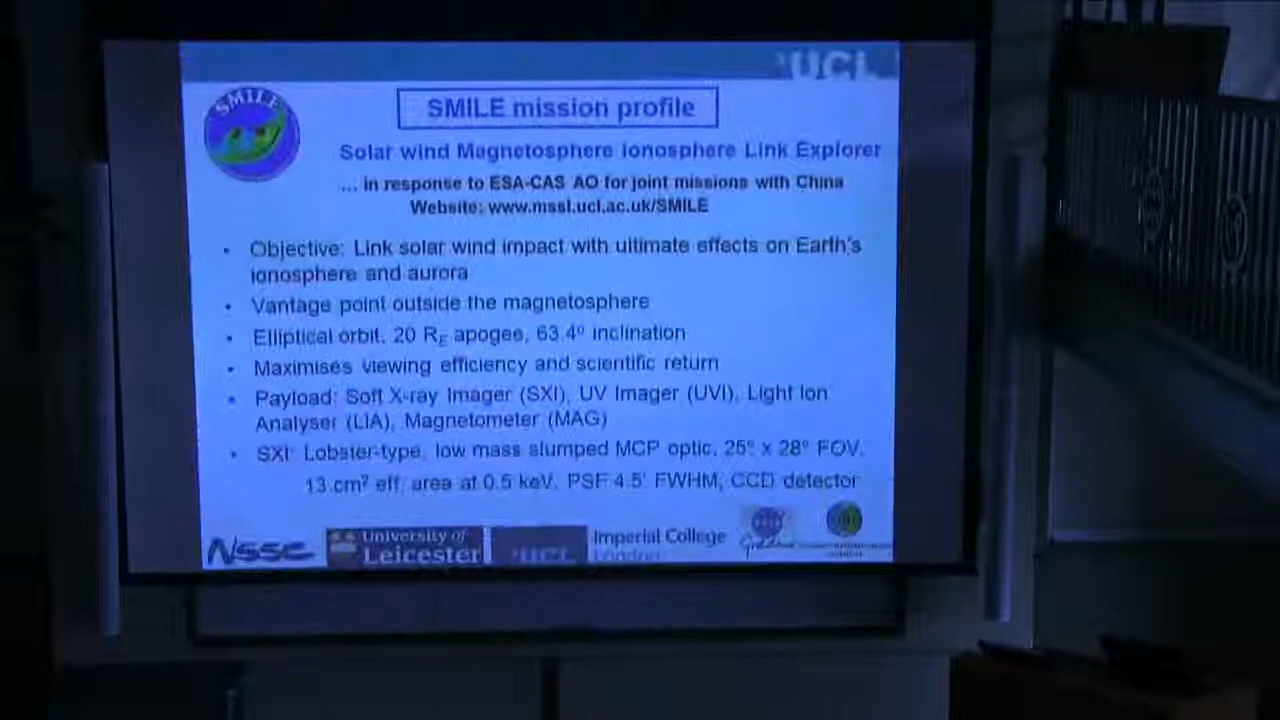 UCL
SMILE
SMILE mission profile
Solar wind Magnetosphere Ionosphere Link Explorer
... in response to ESA-CAS AO for joint missions with China
Website: www.mssl.ucl.ac.uk/SMILE
• Objective: Link solar wind impact with ultimate effects on Earth's
ionosphere and aurora
• Vantage point outside the magnetosphere
• Elliptical orbit, 20 RE apogee, 63.4° inclination
• Maximises viewing efficiency and scientific return
• Payload: Soft X-ray Imager (SXI), UV Imager (UVI), Light Ion
Analyser (LIA), Magnetometer (MAG)
• SXI: Lobster-type, low mass slumped MCP optic, 25° x 28° FOV,
13 cm² eff. area at 0.5 keV, PSF 4.5' FWHM, CCD detector
NSSC
University of
Leicester
UCL
Imperial College
London